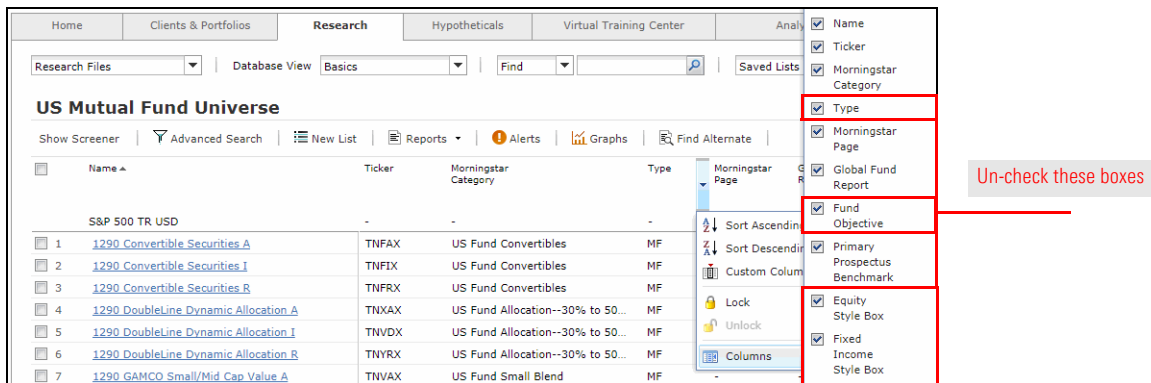 Home Clients & Portfolios Research Hypotheticals Virtual Training Center
Research Files Database View Basics Find Saved Lists
US Mutual Fund Universe
Show Screener Advanced Search New List Reports Alerts Graphs Find Alternate
Name Ticker Morningstar Category Type Morningstar Page
S&P 500 TR USD - - -
1 1290 Convertible Securities A TNFAX US Fund Convertibles MF
2 1290 Convertible Securities I TNFIX US Fund Convertibles MF
3 1290 Convertible Securities R TNFRX US Fund Convertibles MF
4 1290 DoubleLine Dynamic Allocation A TNXAX US Fund Allocation--30% to 50... MF
5 1290 DoubleLine Dynamic Allocation I TNVDX US Fund Allocation--30% to 50... MF
6 1290 DoubleLine Dynamic Allocation R TNYRX US Fund Allocation--30% to 50... MF
7 1290 GAMCO Small/Mid Cap Value A TNVAX US Fund Small Blend MF - -
Sort Ascending
Sort Descending
Custom Colum
Lock
Unlock
Columns
Name
Ticker
Morningstar
Category
Type
Morningstar
Page
Global Fund
Report
Fund
Objective
Primary
Prospectus
Benchmark
Equity
Style Box
Fixed
Income
Style Box
Un-check these boxes